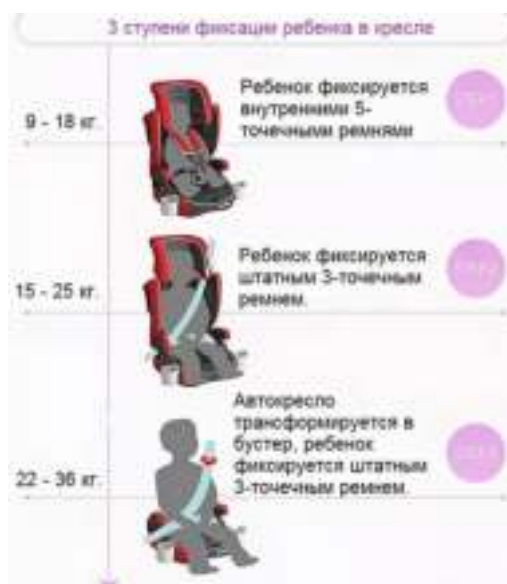 3 ступени фиксации ребенка в кресле
9 - 18 кг.
Ребенок фиксируется
внутренними 5-
точечными ремнями
15 - 25 кг.
Ребенок фиксируется
штатным 3-точечным
ремнем.
22 - 36 кг.
Автокресло
трансформируется в
бустер, ребенок
фиксируется штатным
3-точечным ремнем.